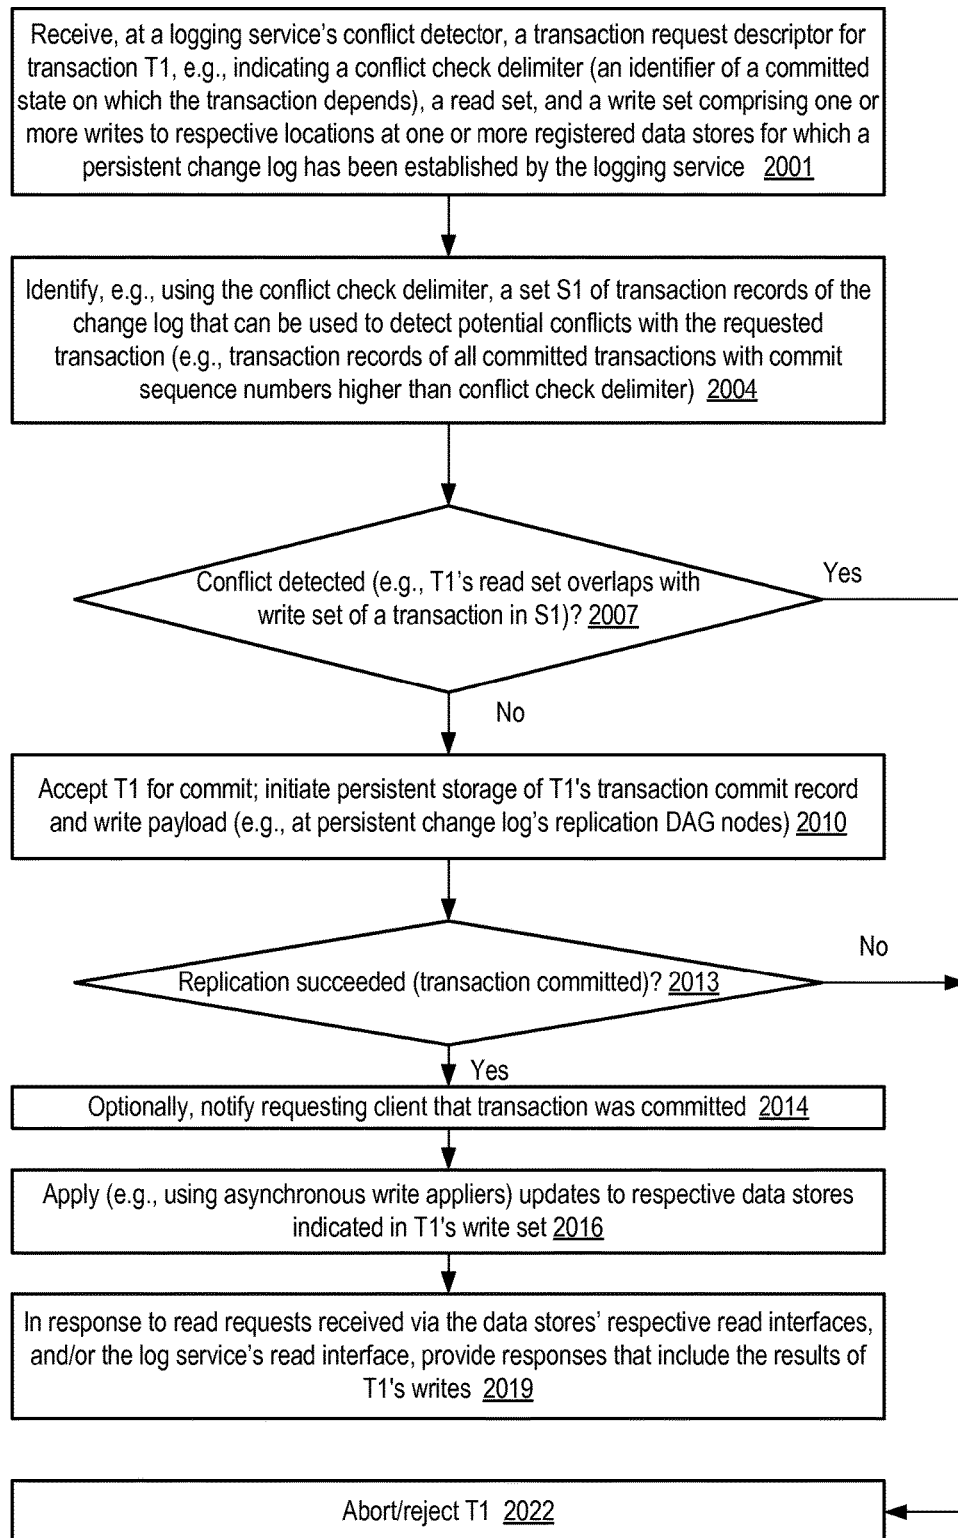 Receive, at a logging service's conflict detector, a transaction request descriptor for
transaction T1, e.g., indicating a conflict check delimiter (an identifier of a committed
state on which the transaction depends), a read set, and a write set comprising one or
more writes to respective locations at one or more registered data stores for which a
persistent change log has been established by the logging service 2001
Identify, e.g., using the conflict check delimiter, a set S1 of transaction records of the
change log that can be used to detect potential conflicts with the requested
transaction (e.g., transaction records of all committed transactions with commit
sequence numbers higher than conflict check delimiter) 2004
Conflict detected (e.g., T1's read set overlaps with
write set of a transaction in S1)? 2007
Yes
No
Accept T1 for commit; initiate persistent storage of T1's transaction commit record
and write payload (e.g., at persistent change log's replication DAG nodes) 2010
Replication succeeded (transaction committed)? 2013
No
Yes
Optionally, notify requesting client that transaction was committed 2014
Apply (e.g., using asynchronous write appliers) updates to respective data stores
indicated in T1's write set 2016
In response to read requests received via the data stores' respective read interfaces,
and/or the log service's read interface, provide responses that include the results of
T1's writes 2019
Abort/reject T1 2022